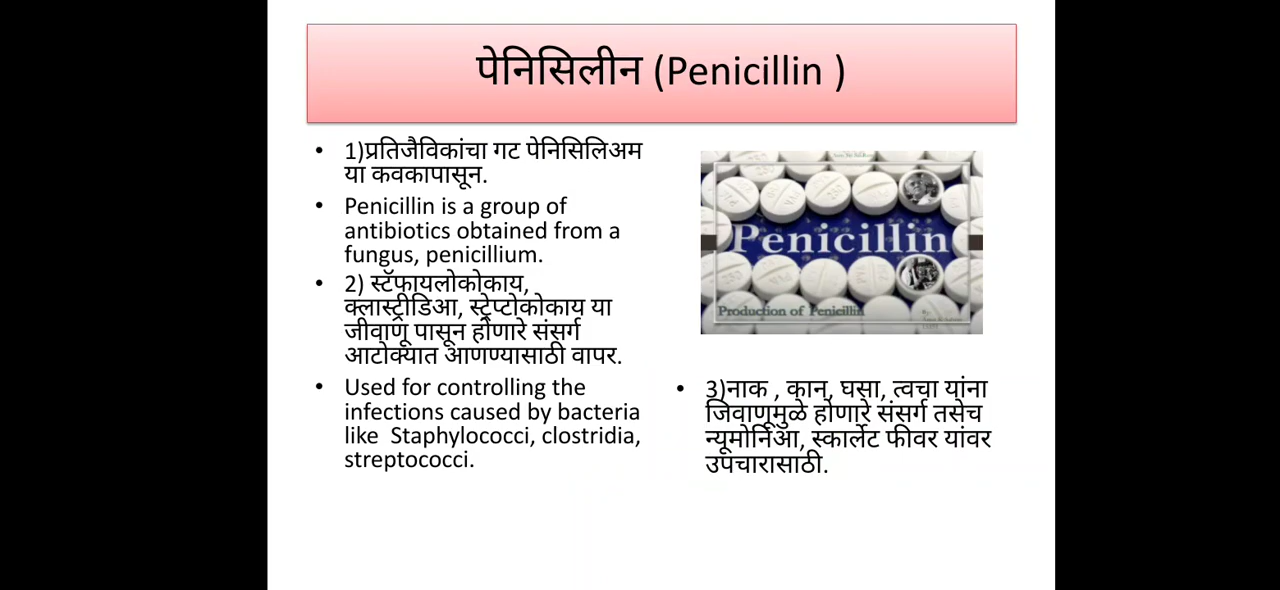 पेनिसिलीन (Penicillin )
• 1)प्रतिजैविकांचा गट पेनिसिलिअम
या कवकापासून.
• Penicillin is a group of
antibiotics obtained from a
fungus, penicillium.
• 2) स्टॅफायलोकोकाय,
क्लास्ट्रीडिआ, स्ट्रेप्टोकोकाय या
जीवाणू पासून होणारे संसर्ग
आटोक्यात आणण्यासाठी वापर.
• Used for controlling the
infections caused by bacteria
like  Staphylococci, clostridia,
streptococci.
Penicillin
Production of Penicillin
• 3)नाक , कान, घसा, त्वचा यांना
जिवाणूमुळे होणारे संसर्ग तसेच
न्यूमोनिआ, स्कार्लेट फीवर यांवर
उपचारासाठी.